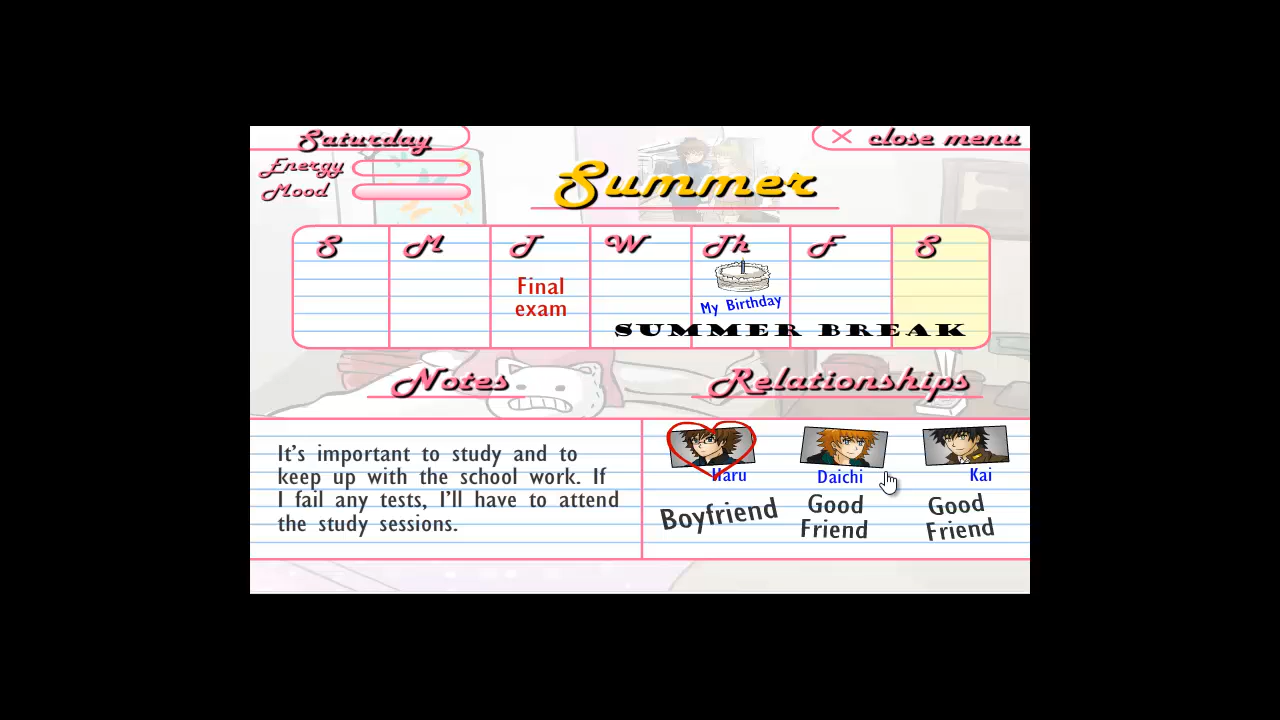 Saturday
× close menu
Energy
Mood
Summer
S M T W Th F S
Final
exam
My Birthday
SUMMER BREAK
Notes
Relationships
It's important to study and to
keep up with the school work. If
I fail any tests, I'll have to attend
the study sessions.
Haru Daichi Kai
Boyfriend
Good
Friend
Good
Friend